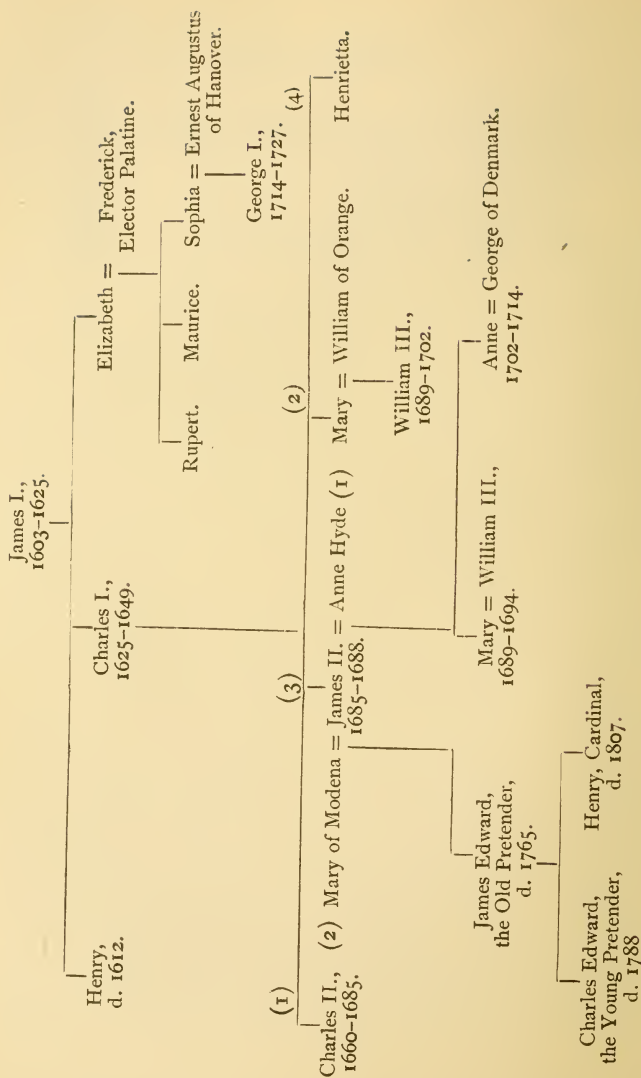 James I.,
1603–1625.
Henry,
d. 1612.
Charles I.,
1625–1649.
Elizabeth = Frederick,
Elector Palatine.
Rupert.
Maurice.
Sophia = Ernest Augustus
of Hanover.
George I.,
1714–1727.
(1)
(3)
(2)
(4)
Charles II.,
1660–1685.
(2) Mary of Modena = James II. = Anne Hyde (1)
1685–1688.
Mary = William of Orange.
Henrietta.
William III.,
1689–1702.
James Edward,
the Old Pretender,
d. 1765.
Mary = William III.,
1689–1694.
Anne = George of Denmark.
1702–1714.
Charles Edward,
the Young Pretender,
d. 1788
Henry, Cardinal,
d. 1807.